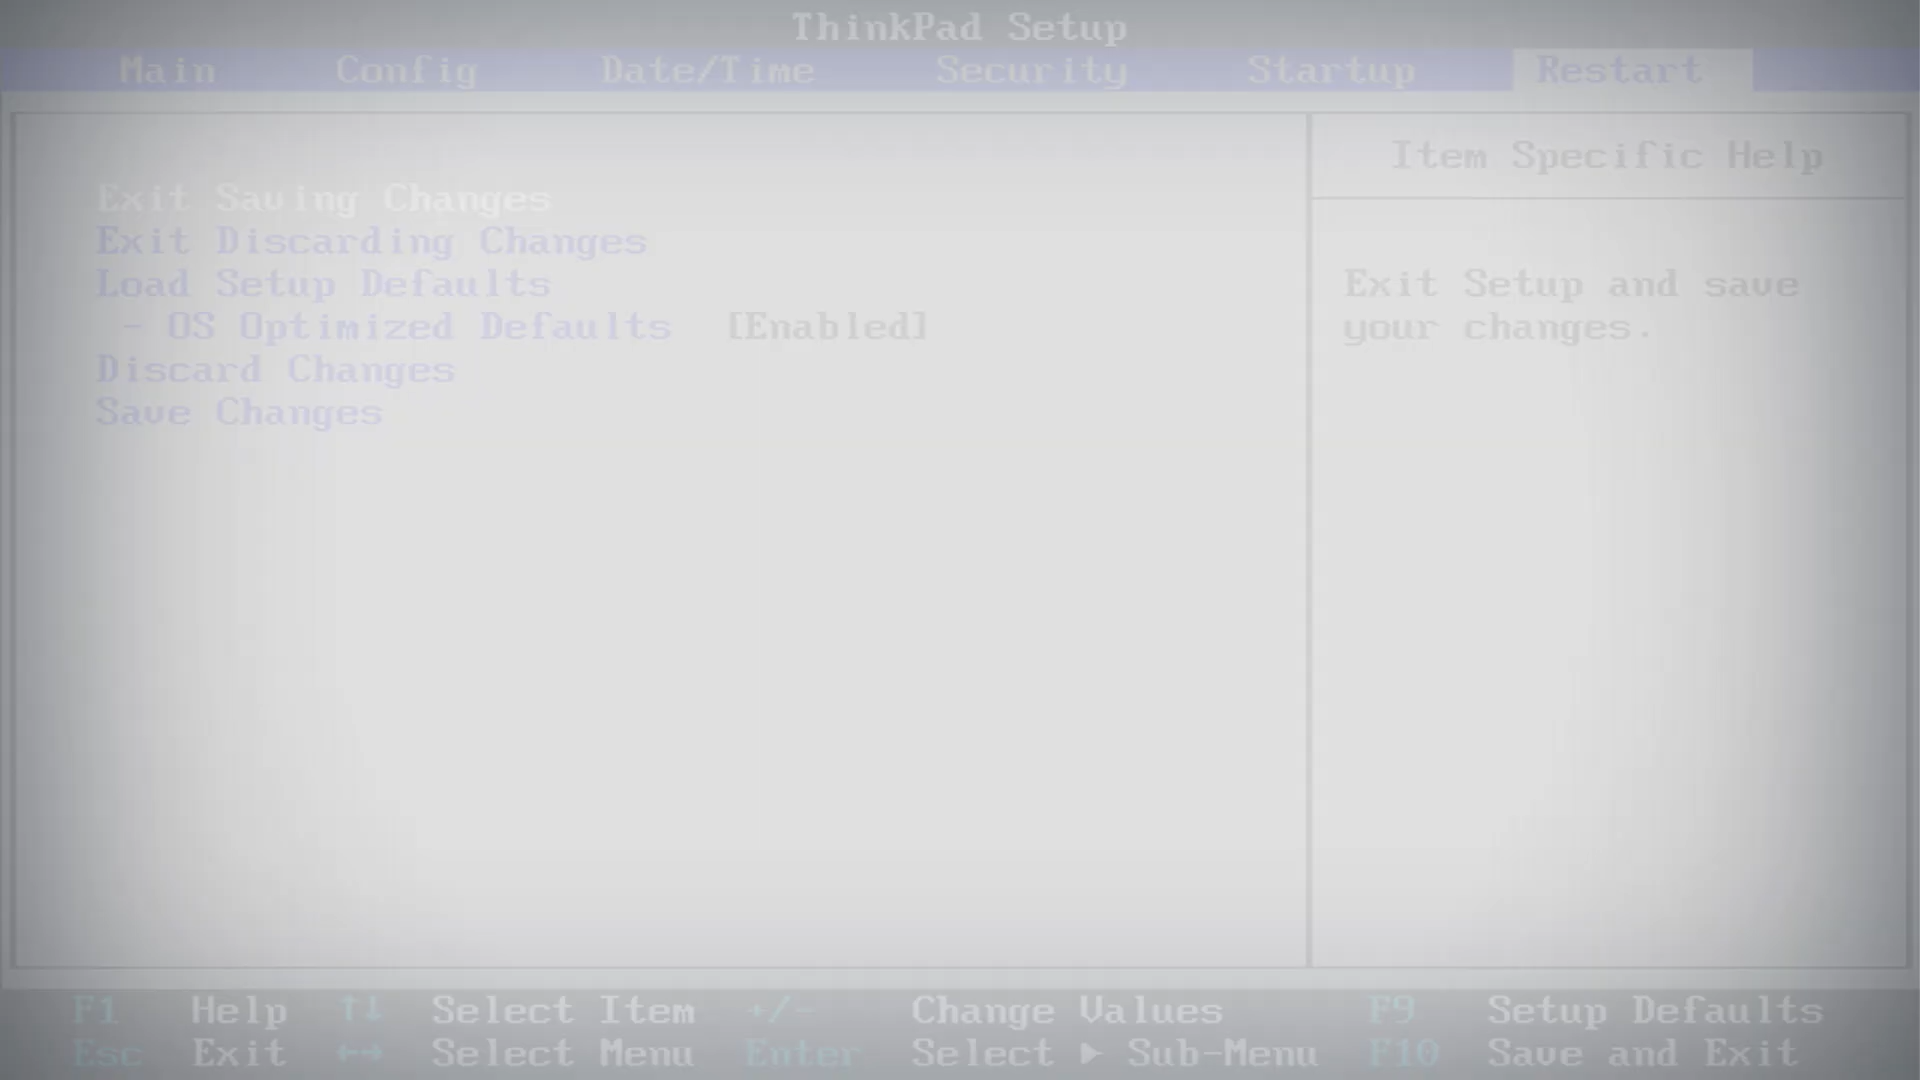 ThinkPad Setup
Main Config Date/Time Security Startup Restart
Item Specific Help
Exit Saving Changes
Exit Discarding Changes
Load Setup Defaults
- OS Optimized Defaults [Enabled]
Discard Changes
Save Changes
Exit Setup and save
your changes.
F1 Help ↑↓ Select Item +/- Change Values F9 Setup Defaults
Esc Exit ←→ Select Menu Enter Select ▶ Sub-Menu F10 Save and Exit